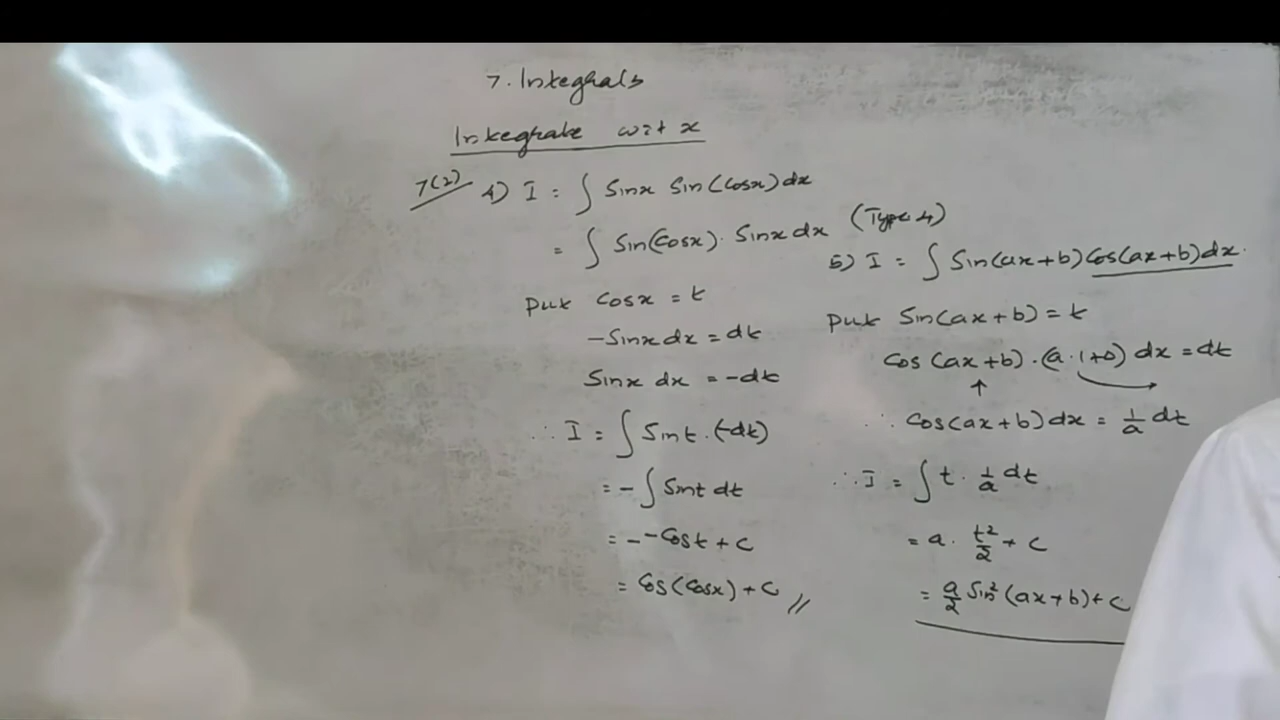 7. Integrals
Integrate w.r.t x
7(2) 4) I = ∫ Sinx Sin(Cosx) dx
= ∫ Sin(Cosx) · Sinx dx (Type 4)
Put Cosx = t
-Sinx dx = dt
Sinx dx = -dt
∴ I = ∫ Sint · (-dt)
= - ∫ Sint dt
= - -Cost + C
= Cos(Cosx) + C //
5) I = ∫ Sin(ax+b) Cos(ax+b) dx.
Put Sin(ax+b) = t
Cos(ax+b) · (a·1+0) dx = dt
∴ Cos(ax+b) dx = 1/a dt
∴ I = ∫ t · 1/a dt
= a · t²/2 + C
= a/2 Sin²(ax+b) + C